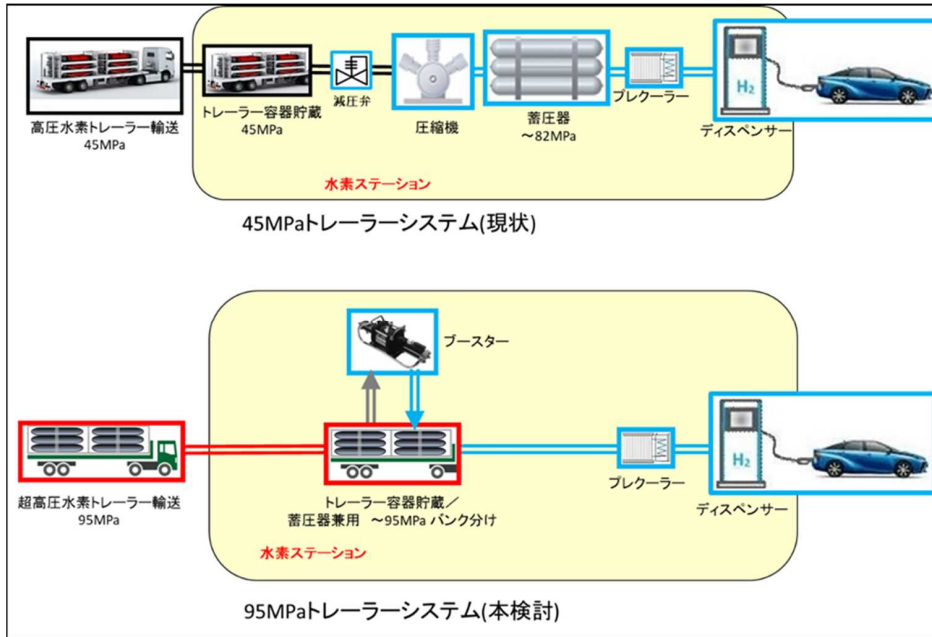 高圧水素トレーラー輸送
45MPa
トレーラー容器貯蔵
45MPa
減圧弁
圧縮機
蓄圧器
～82MPa
プレクーラー
H2
ディスペンサー
水素ステーション
45MPaトレーラーシステム(現状)
ブースター
超高圧水素トレーラー輸送
95MPa
トレーラー容器貯蔵／
蓄圧器兼用 ～95MPa バンク分け
プレクーラー
H2
ディスペンサー
水素ステーション
95MPaトレーラーシステム(本検討)